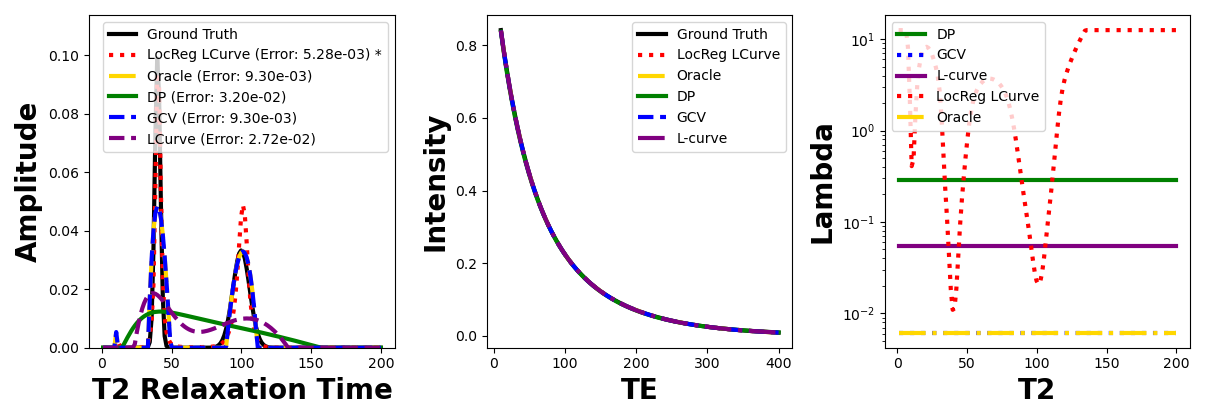 Amplitude
0.10
0.08
0.06
0.04
0.02
0.00
Ground Truth
LocReg LCurve (Error: 5.28e-03) *
Oracle (Error: 9.30e-03)
DP (Error: 3.20e-02)
GCV (Error: 9.30e-03)
LCurve (Error: 2.72e-02)
0 50 100 150 200
T2 Relaxation Time
Intensity
0.8
0.6
0.4
0.2
0.0
Ground Truth
LocReg LCurve
Oracle
DP
GCV
L-curve
0 100 200 300 400
TE
Lambda
10¹
10⁰
10⁻¹
10⁻²
DP
GCV
L-curve
LocReg LCurve
Oracle
0 50 100 150 200
T2